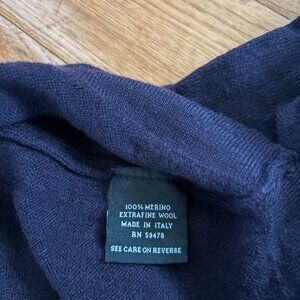 100% MERINO
EXTRAFINE WOOL
MADE IN ITALY
RN 59478
SEE CARE ON REVERSE